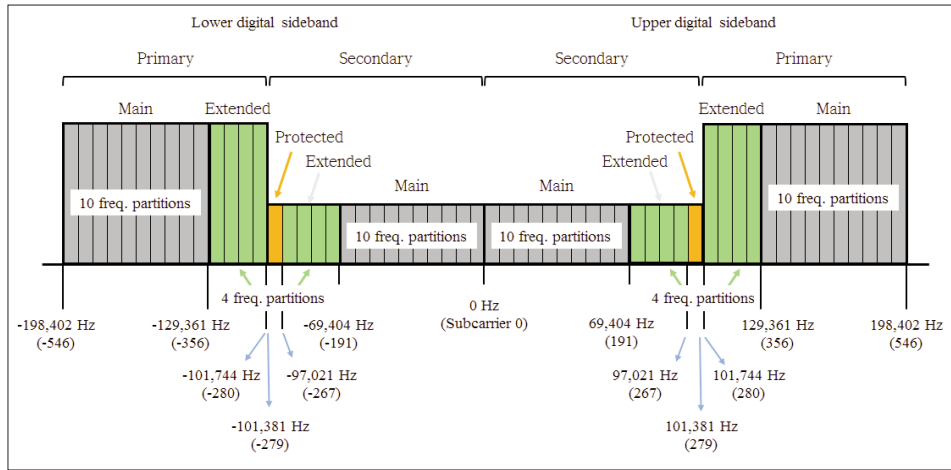 Lower digital sideband
Upper digital sideband
Primary
Secondary
Secondary
Primary
Main
Extended
Extended
Main
Protected
Protected
Extended
Extended
Main
Main
10 freq. partitions
10 freq. partitions
10 freq. partitions
10 freq. partitions
4 freq. partitions
4 freq. partitions
-198,402 Hz
(-546)
-129,361 Hz
(-356)
-69,404 Hz
(-191)
0 Hz
(Subcarrier 0)
69,404 Hz
(191)
129,361 Hz
(356)
198,402 Hz
(546)
-101,744 Hz
(-280)
-97,021 Hz
(-267)
97,021 Hz
(267)
101,744 Hz
(280)
-101,381 Hz
(-279)
101,381 Hz
(279)